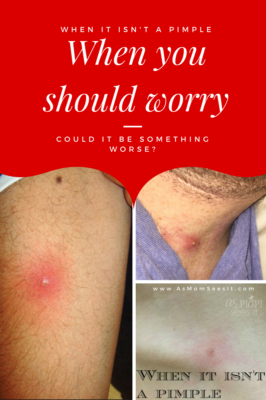 WHEN IT ISN'T A PIMPLE
When you
should worry
COULD IT BE SOMETHING
WORSE?
www.AsMomSeesIt.com
WHEN IT ISN'T
A PIMPLE